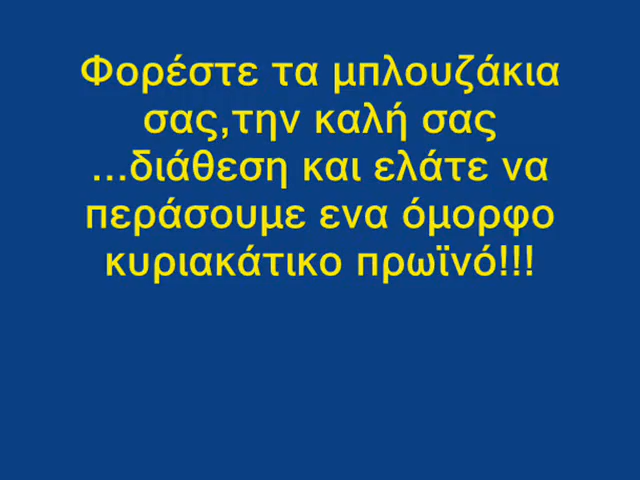 Φορέστε τα μπλουζάκια
σας,την καλή σας
...διάθεση και ελάτε να
περάσουμε ενα όμορφο
κυριακάτικο πρωϊνό!!!